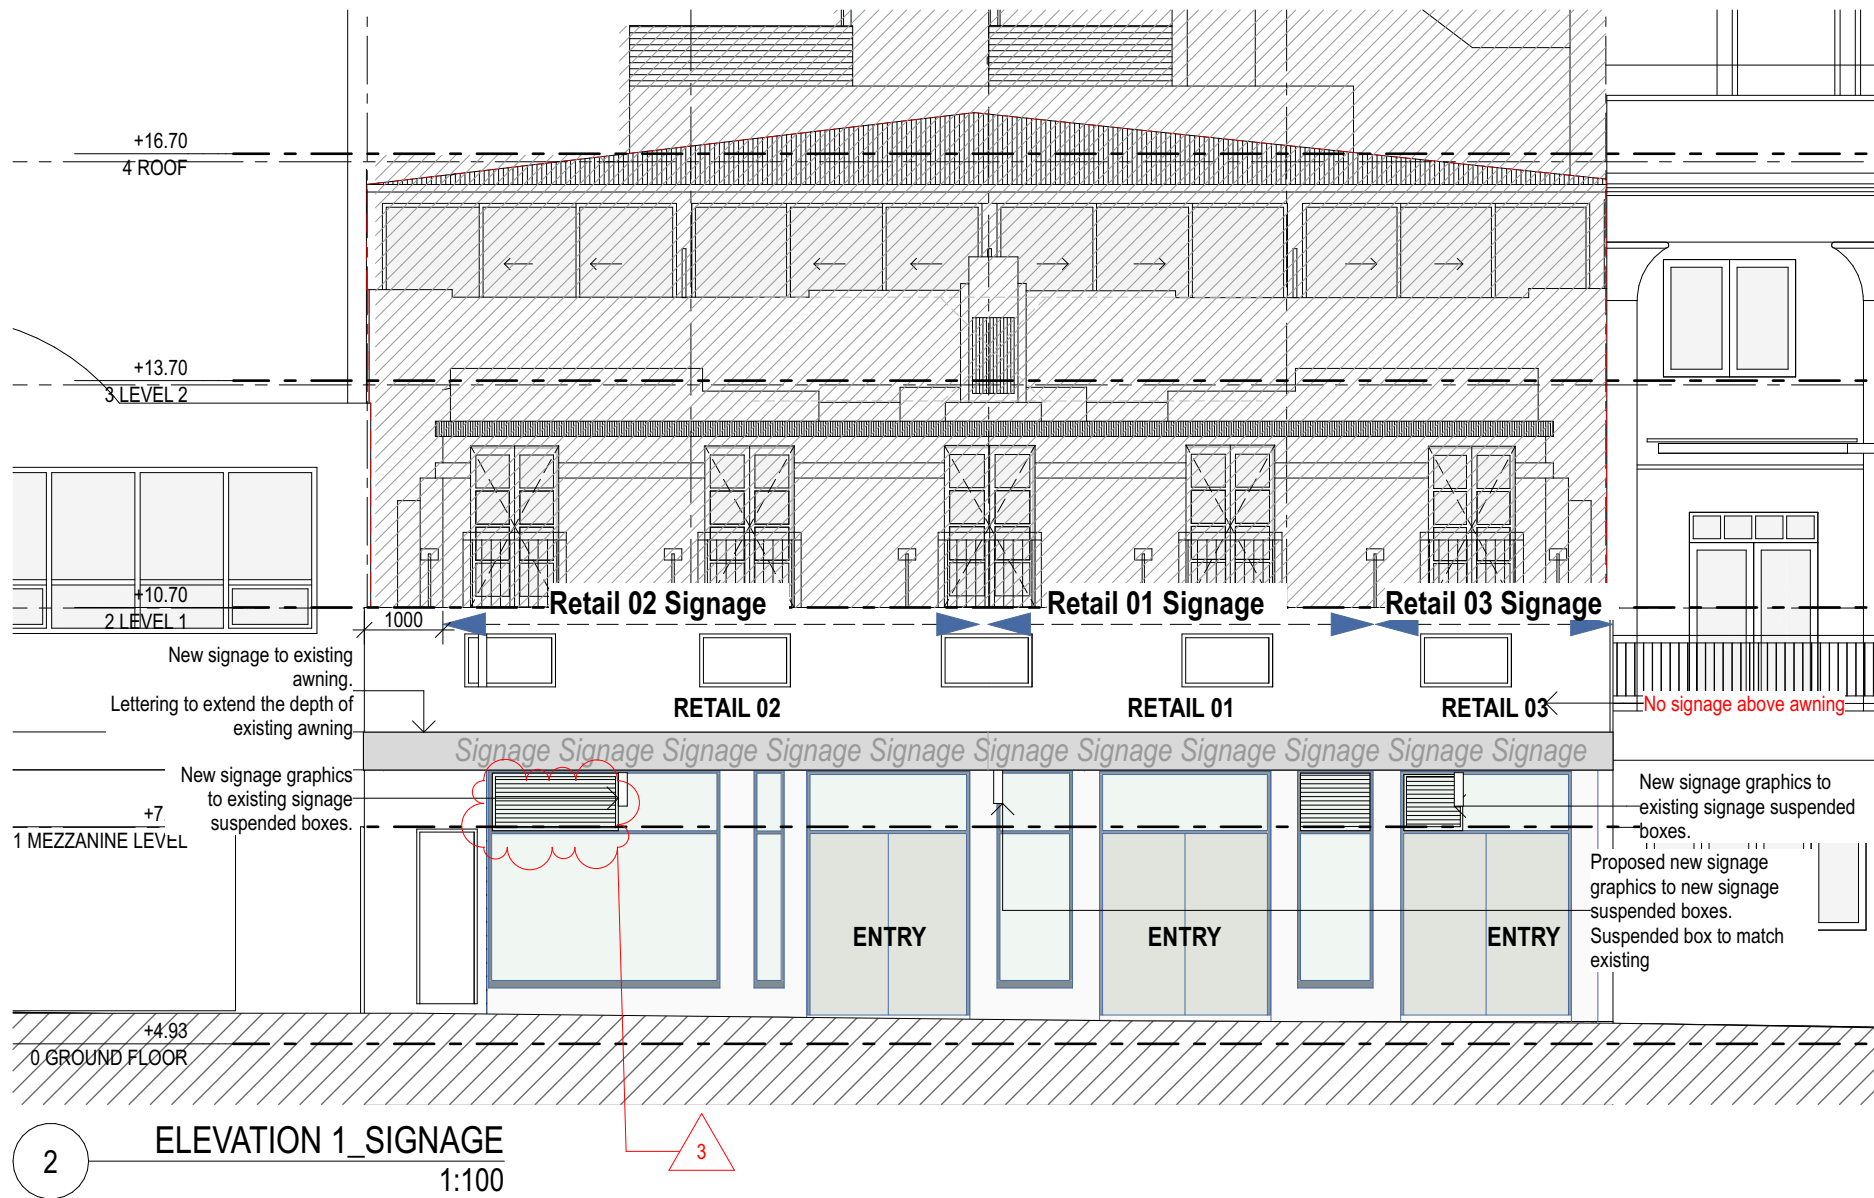 +16.70
4 ROOF
+13.70
3 LEVEL 2
+10.70
2 LEVEL 1
1000
Retail 02 Signage
Retail 01 Signage
Retail 03 Signage
New signage to existing
awning.
Lettering to extend the depth of
existing awning
RETAIL 02
RETAIL 01
RETAIL 03
No signage above awning
Signage Signage Signage Signage Signage Signage Signage Signage Signage Signage Signage
New signage graphics
to existing signage
suspended boxes.
New signage graphics to
existing signage suspended
boxes.
+7
1 MEZZANINE LEVEL
Proposed new signage
graphics to new signage
suspended boxes.
Suspended box to match
existing
ENTRY
ENTRY
ENTRY
+4.93
0 GROUND FLOOR
2
ELEVATION 1_SIGNAGE
1:100
3